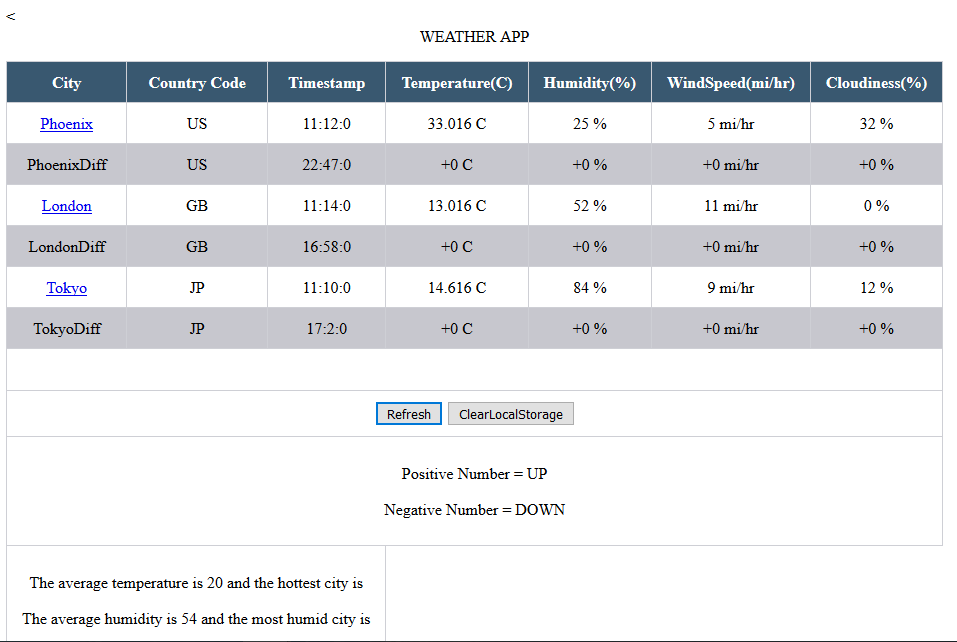 <
WEATHER APP
City Country Code Timestamp Temperature(C) Humidity(%) WindSpeed(mi/hr) Cloudiness(%)
Phoenix US 11:12:0 33.016 C 25 % 5 mi/hr 32 %
PhoenixDiff US 22:47:0 +0 C +0 % +0 mi/hr +0 %
London GB 11:14:0 13.016 C 52 % 11 mi/hr 0 %
LondonDiff GB 16:58:0 +0 C +0 % +0 mi/hr +0 %
Tokyo JP 11:10:0 14.616 C 84 % 9 mi/hr 12 %
TokyoDiff JP 17:2:0 +0 C +0 % +0 mi/hr +0 %
Refresh ClearLocalStorage
Positive Number = UP
Negative Number = DOWN
The average temperature is 20 and the hottest city is
The average humidity is 54 and the most humid city is